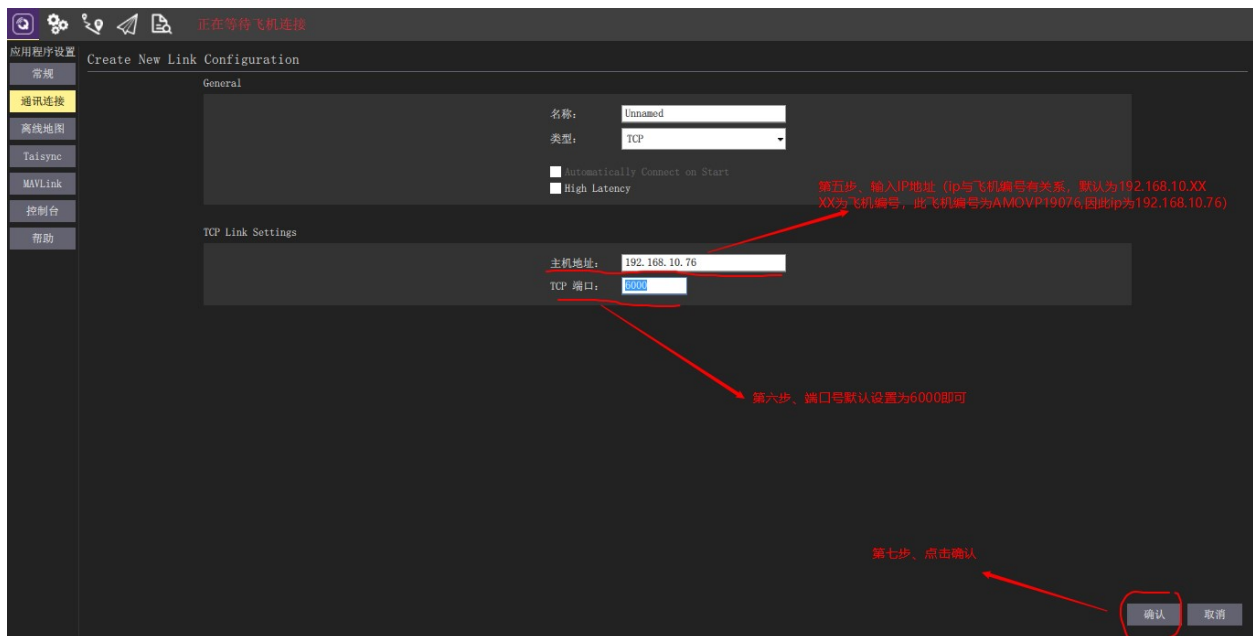 正在等待飞机连接
应用程序设置
Create New Link Configuration
常规
General
通讯连接
名称: Unnamed
离线地图
类型: TCP
Taisync
Automatically Connect on Start
MAVLink
High Latency
第五步、输入IP地址（ip与飞机编号有关系，默认为192.168.10.XX
XX为飞机编号，此飞机编号为AMOVP19076,因此ip为192.168.10.76）
控制台
帮助
TCP Link Settings
主机地址: 192.168.10.76
TCP 端口: 6000
第六步、端口号默认设置为6000即可
第七步、点击确认
确认
取消